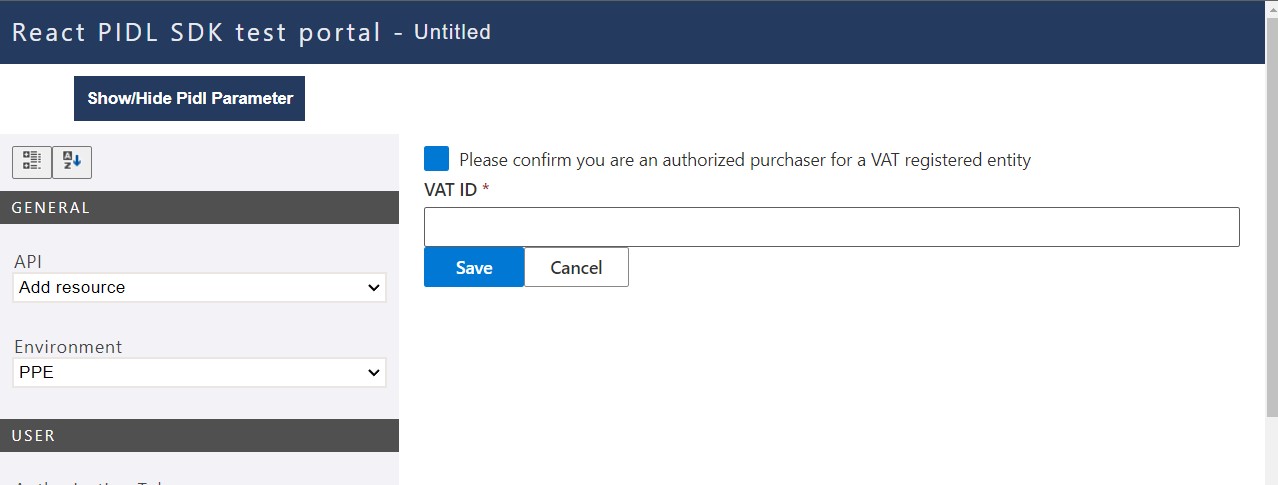 React PIDL SDK test portal - Untitled
Show/Hide Pidl Parameter
GENERAL
API
Add resource
Environment
PPE
USER
Please confirm you are an authorized purchaser for a VAT registered entity
VAT ID *
Save
Cancel